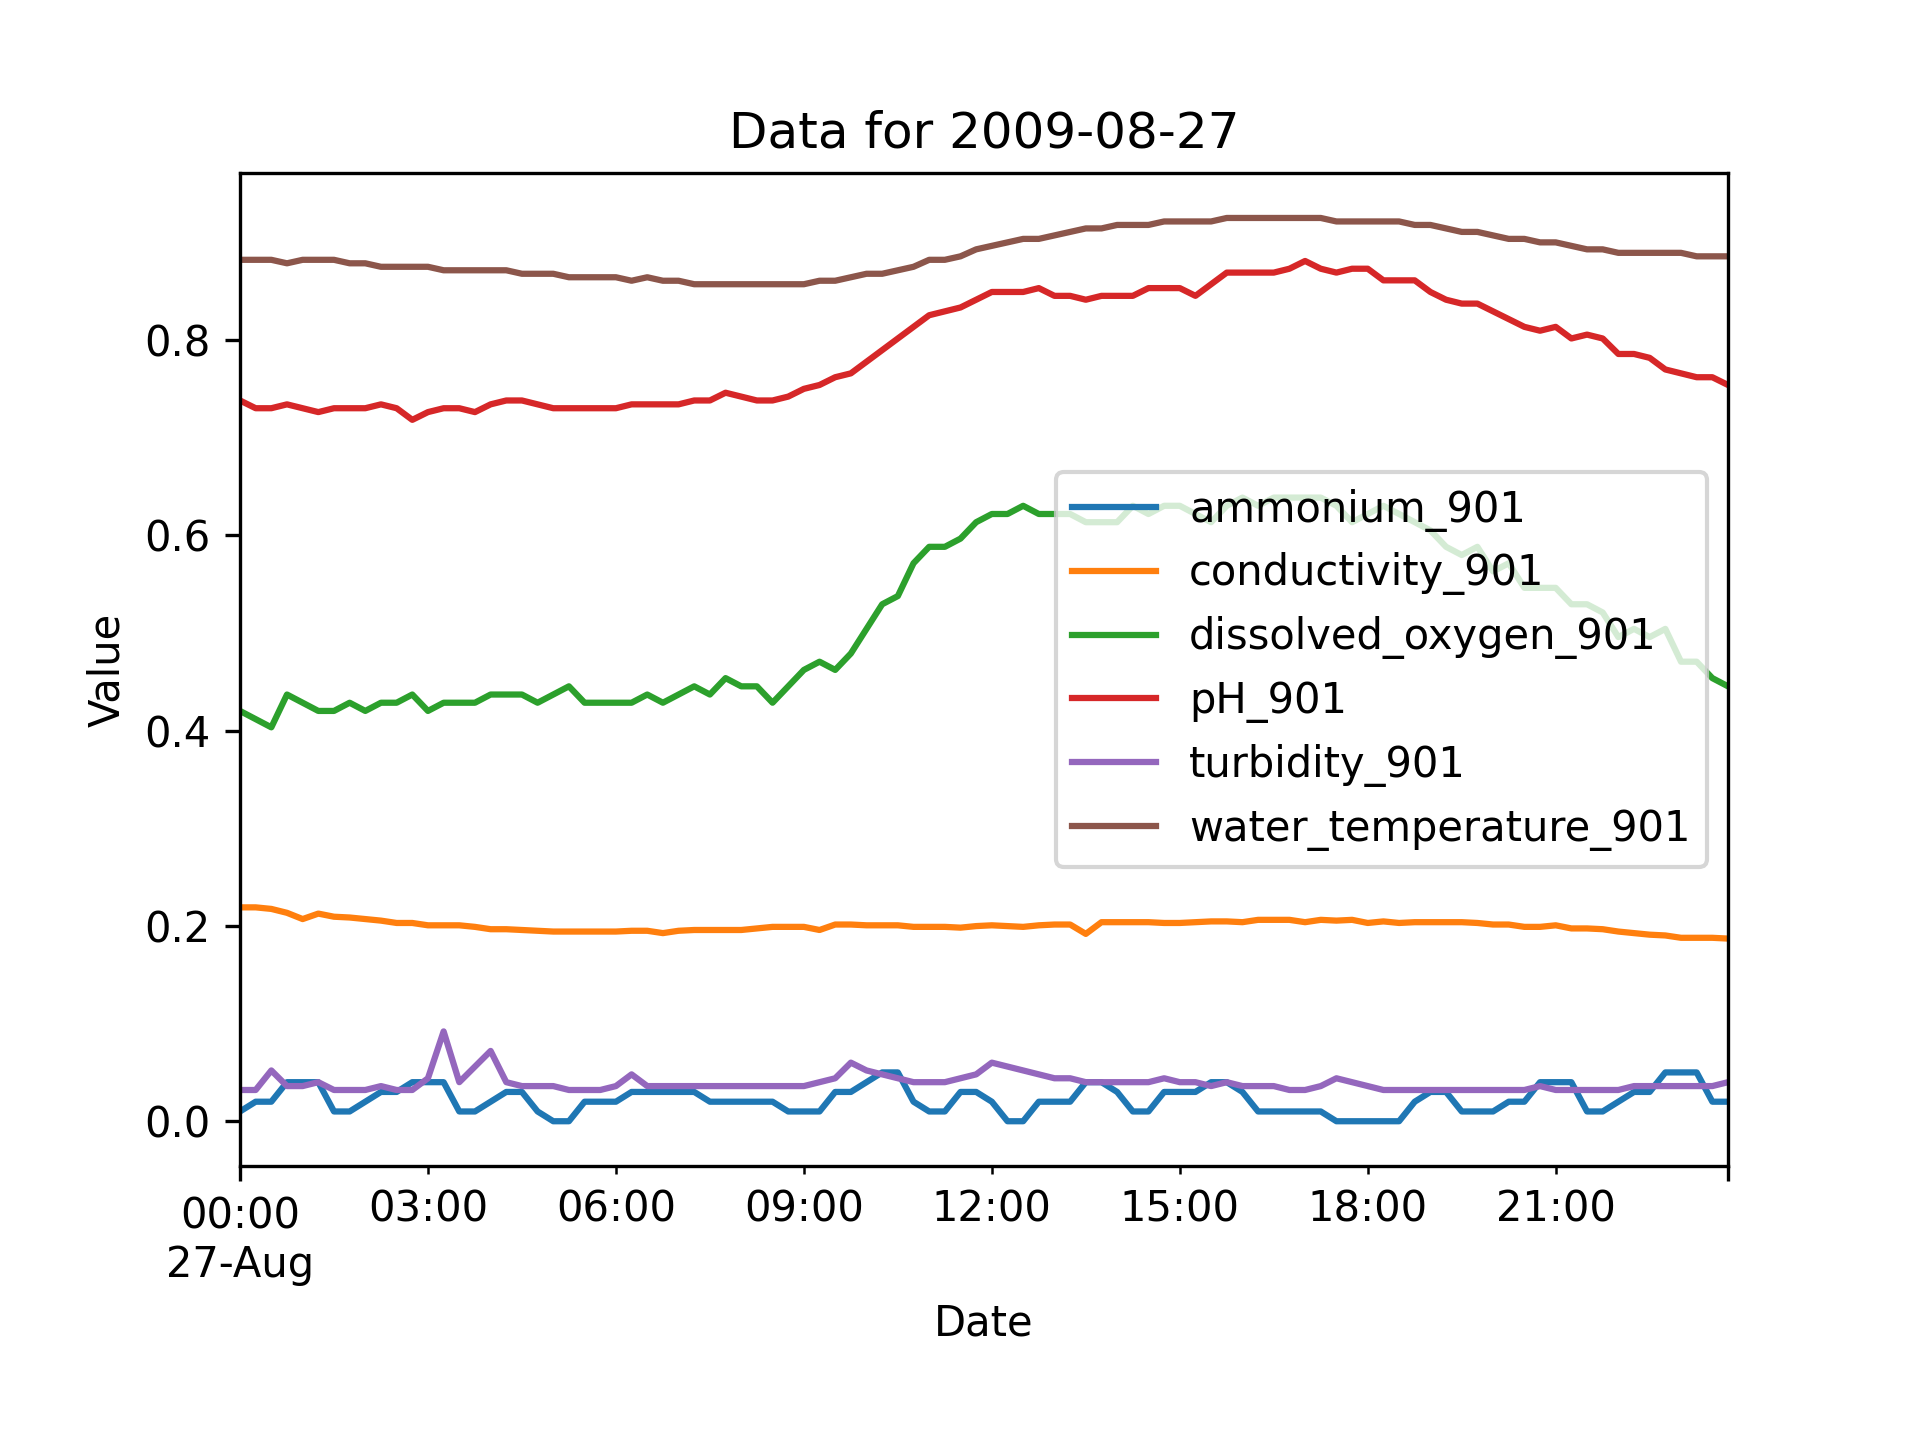 Data for 2009-08-27
Value
0.8
0.6
0.4
0.2
0.0
ammonium_901
conductivity_901
dissolved_oxygen_901
pH_901
turbidity_901
water_temperature_901
00:00 03:00 06:00 09:00 12:00 15:00 18:00 21:00
27-Aug
Date